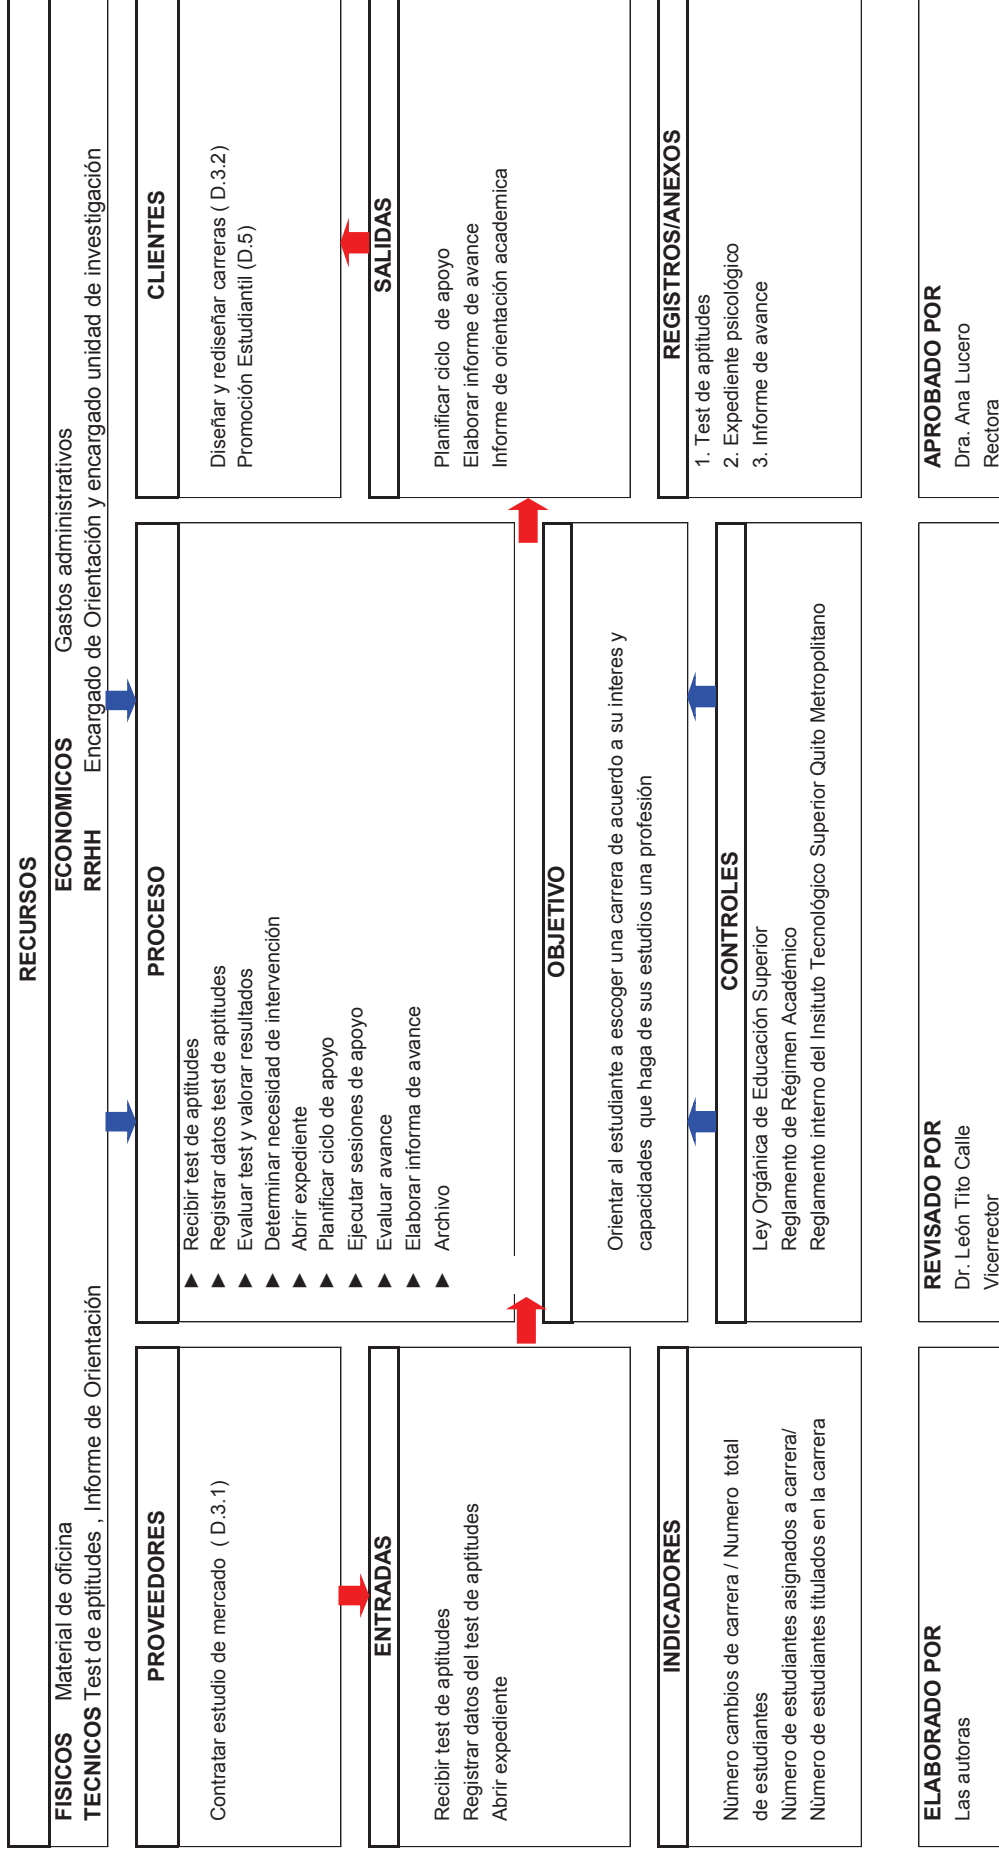 RECURSOS
FISICOS Material de oficina
ECONOMICOS Gastos administrativos
TECNICOS Test de aptitudes , Informe de Orientación
RRHH Encargado de Orientación y encargado unidad de investigación
PROVEEDORES
Contratar estudio de mercado ( D.3.1)
ENTRADAS
Recibir test de aptitudes
Registrar datos del test de aptitudes
Abrir expediente
INDICADORES
Nùmero cambios de carrera / Numero total
de estudiantes
Nùmero de estudiantes asignados a carrera/
Nùmero de estudiantes titulados en la carrera
PROCESO
Recibir test de aptitudes
Registrar datos test de aptitudes
Evaluar test y valorar resultados
Determinar necesidad de intervención
Abrir expediente
Planificar ciclo de apoyo
Ejecutar sesiones de apoyo
Evaluar avance
Elaborar informa de avance
Archivo
OBJETIVO
Orientar al estudiante a escoger una carrera de acuerdo a su interes y
capacidades que haga de sus estudios una profesión
CONTROLES
Ley Orgánica de Educación Superior
Reglamento de Régimen Académico
Reglamento interno del Insituto Tecnológico Superior Quito Metropolitano
CLIENTES
Diseñar y rediseñar carreras ( D.3.2)
Promoción Estudiantil (D.5)
SALIDAS
Planificar ciclo de apoyo
Elaborar informe de avance
Informe de orientación academica
REGISTROS/ANEXOS
1. Test de aptitudes
2. Expediente psicológico
3. Informe de avance
ELABORADO POR
Las autoras
REVISADO POR
Dr. León Tito Calle
Vicerrector
APROBADO POR
Dra. Ana Lucero
Rectora